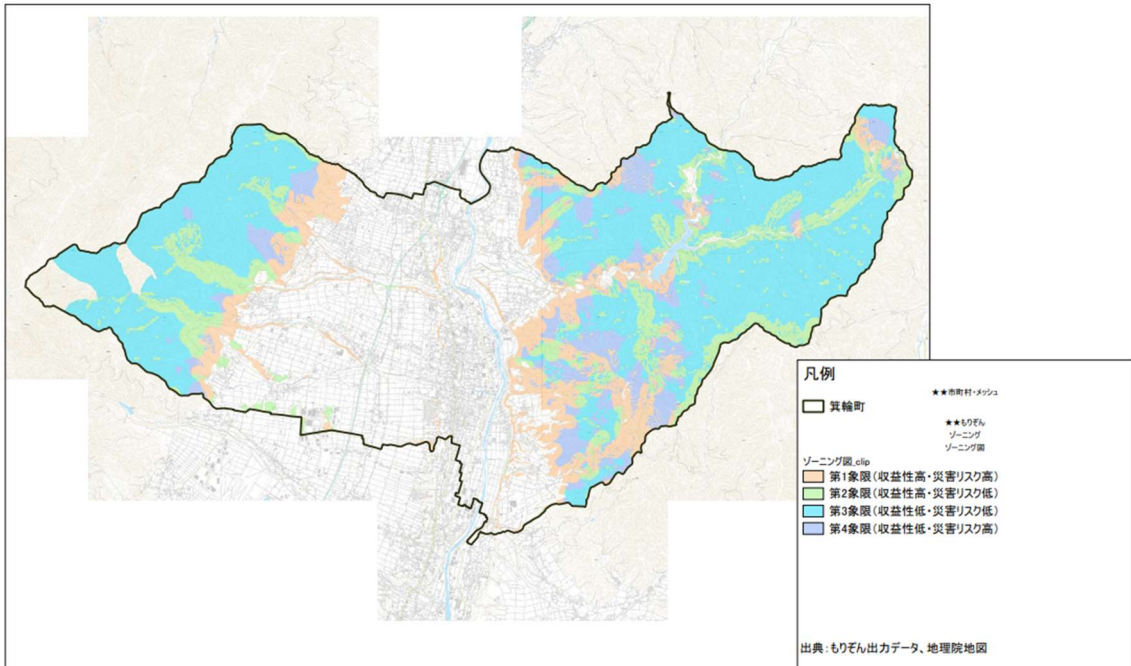 凡例
★★市町村・メッシュ
箕輪町
★★もりぞん
ゾーニング
ゾーニング図
ゾーニング図_clip
第1象限(収益性高・災害リスク高)
第2象限(収益性高・災害リスク低)
第3象限(収益性低・災害リスク低)
第4象限(収益性低・災害リスク高)
出典:もりぞん出力データ、地理院地図